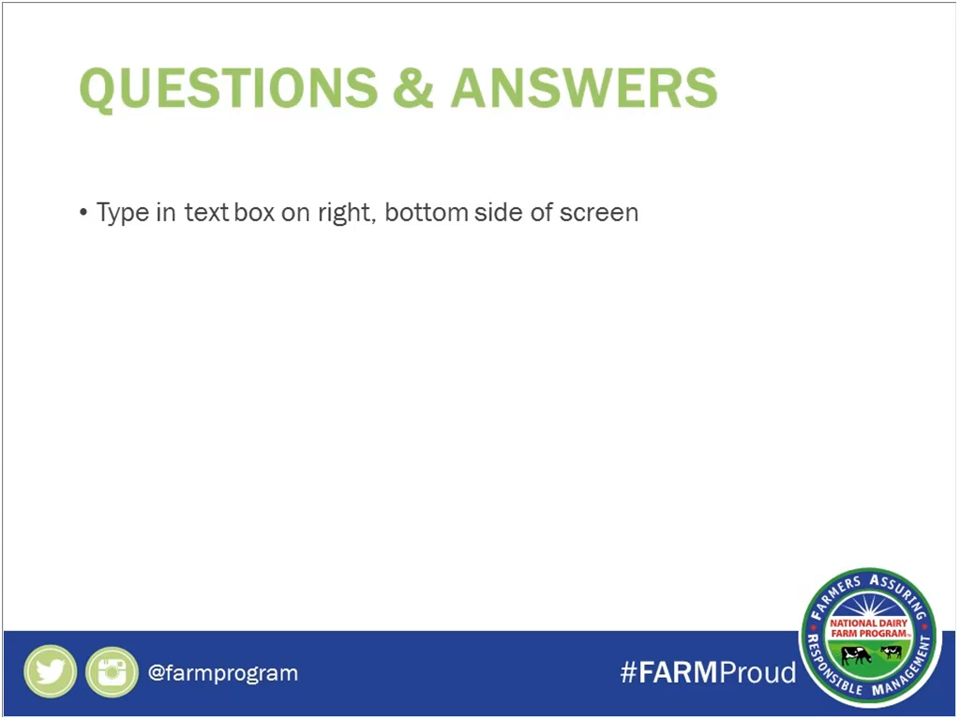 QUESTIONS & ANSWERS
• Type in text box on right, bottom side of screen
@farmprogram
#FARMProud
FARMERS ASSURING
NATIONAL DAIRY
FARM PROGRAM™
RESPONSIBLE MANAGEMENT